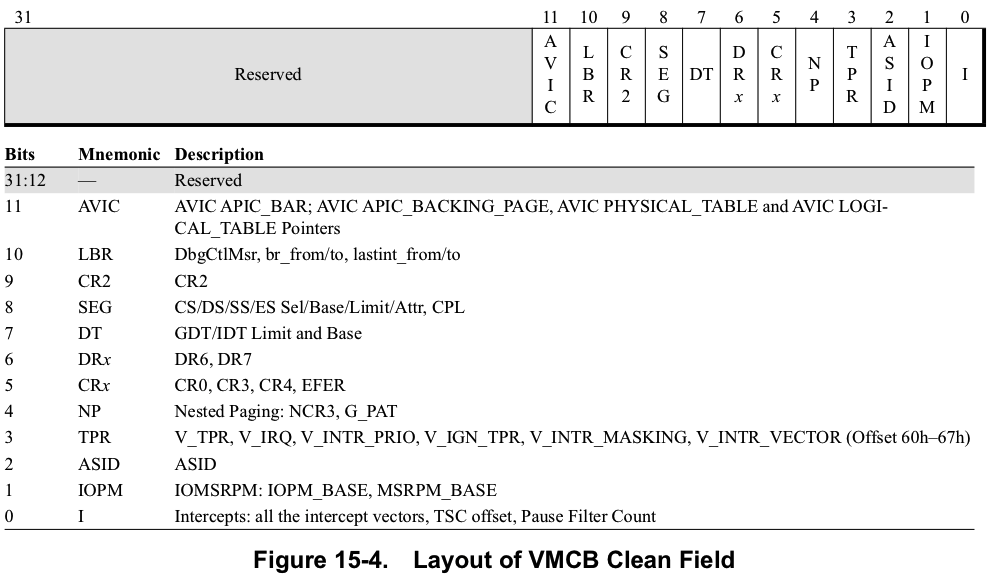 31 11 10 9 8 7 6 5 4 3 2 1 0
Reserved AVIC LBR CR2 SEG DT DRx CRx NP TPR ASID IOPM I
Bits Mnemonic Description
31:12 — Reserved
11 AVIC AVIC APIC_BAR; AVIC APIC_BACKING_PAGE, AVIC PHYSICAL_TABLE and AVIC LOGI-
CAL_TABLE Pointers
10 LBR DbgCtlMsr, br_from/to, lastint_from/to
9 CR2 CR2
8 SEG CS/DS/SS/ES Sel/Base/Limit/Attr, CPL
7 DT GDT/IDT Limit and Base
6 DRx DR6, DR7
5 CRx CR0, CR3, CR4, EFER
4 NP Nested Paging: NCR3, G_PAT
3 TPR V_TPR, V_IRQ, V_INTR_PRIO, V_IGN_TPR, V_INTR_MASKING, V_INTR_VECTOR (Offset 60h–67h)
2 ASID ASID
1 IOPM IOMSRPM: IOPM_BASE, MSRPM_BASE
0 I Intercepts: all the intercept vectors, TSC offset, Pause Filter Count
Figure 15-4. Layout of VMCB Clean Field